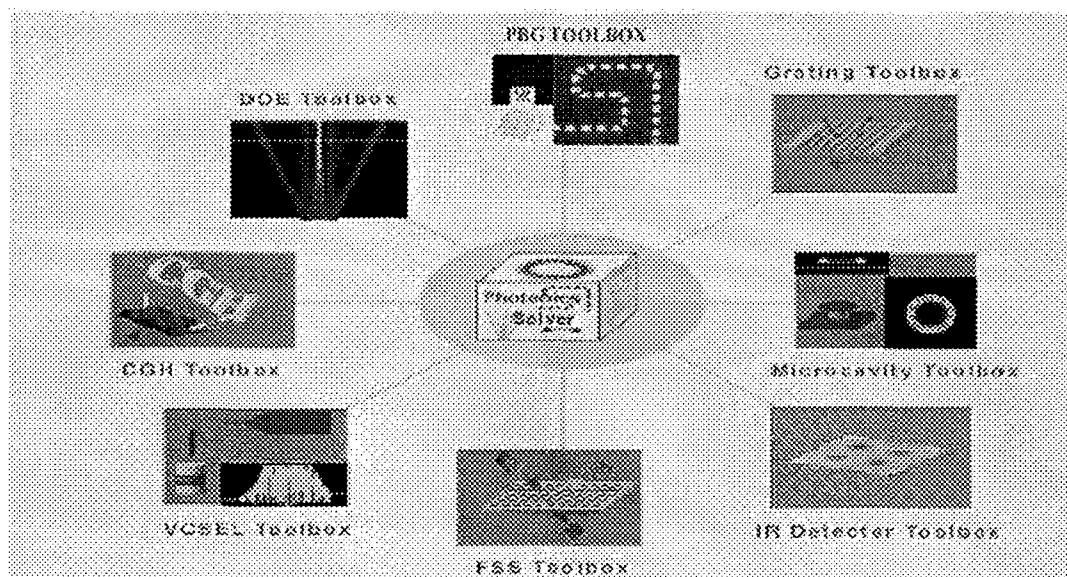 PBG TOOLBOX
Grating Toolbox
DOE Toolbox
Photonics
Solver
CGH
CGH Toolbox
Microcavity Toolbox
VCSEL Toolbox
IR Detector Toolbox
FSS Toolbox